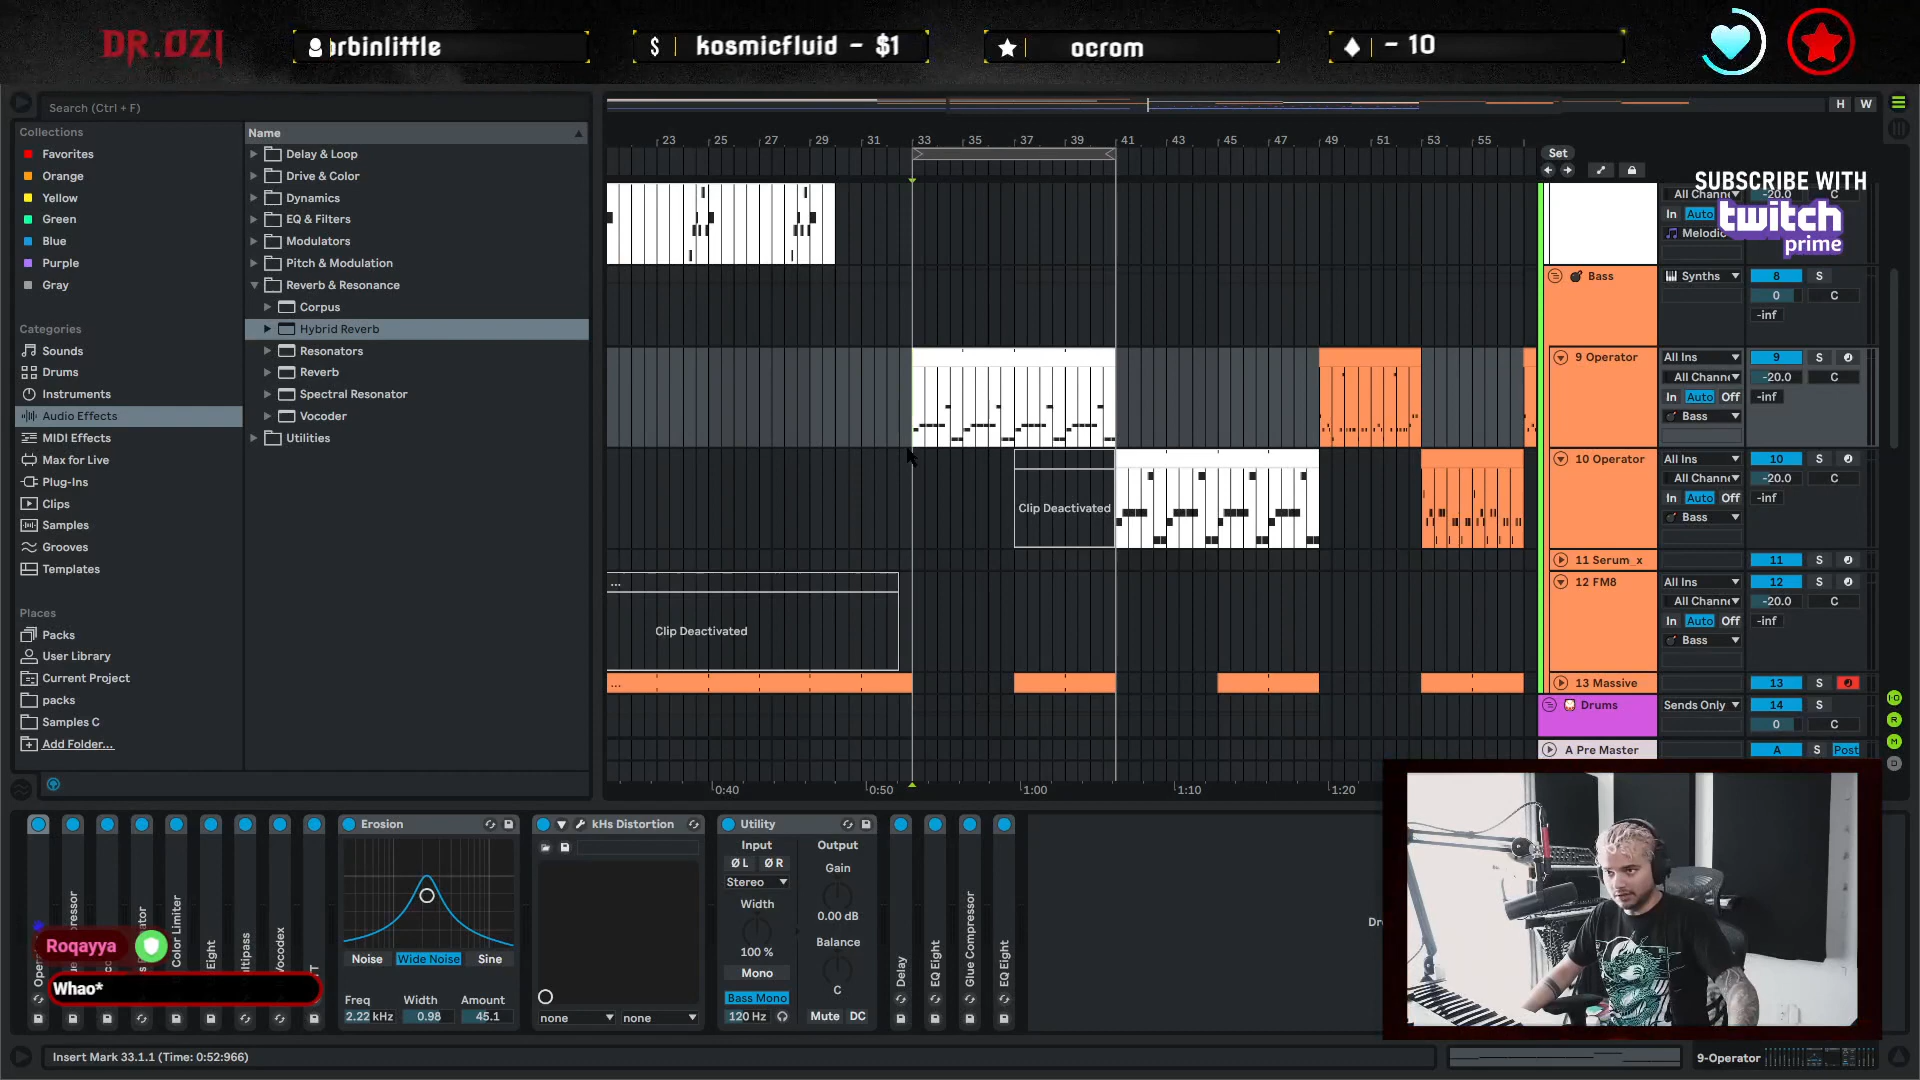 DR.OZI
orbinlittle
$ kosmicfluid - $1
ocrom
- 10
Search (Ctrl + F)
H W
Collections
Favorites
Orange
Yellow
Green
Blue
Purple
Gray
Categories
Sounds
Drums
Instruments
Audio Effects
MIDI Effects
Max for Live
Plug-Ins
Clips
Samples
Grooves
Templates
Places
Packs
User Library
Current Project
packs
Samples C
Add Folder...
Name
Delay & Loop
Drive & Color
Dynamics
EQ & Filters
Modulators
Pitch & Modulation
Reverb & Resonance
Corpus
Hybrid Reverb
Resonators
Reverb
Spectral Resonator
Vocoder
Utilities
23 25 27 29 31 33 35 37 39 41 43 45 47 49 51 53 55
Set
SUBSCRIBE WITH
twitch
prime
All Chann -20.0 C
In Auto
Melodic
Bass Synths 8 S
0 C
-inf
9 Operator All Ins 9 S
All Channe -20.0 C
In Auto Off -inf
Bass
10 Operator All Ins 10 S
All Channe -20.0 C
In Auto Off -inf
Bass
Clip Deactivated
11 Serum_x 11 S
12 FM8 All Ins 12 S
All Channe -20.0 C
In Auto Off -inf
Bass
...
Clip Deactivated
...
13 Massive 13 S
Drums Sends Only 14 S
0 C
A Pre Master A S Post
0:40 0:50 1:00 1:10 1:20
Erosion
Noise Wide Noise Sine
Freq Width Amount
2.22 kHz 0.98 45.1
kHs Distortion
none none
Utility
Input Output
Ø L Ø R Gain
Stereo
Width 0.00 dB
100 % Balance
Mono C
Bass Mono
120 Hz Mute DC
Delay
EQ Eight
Glue Compressor
EQ Eight
Color Limiter
Eight
Roqayya
Whao*
Insert Mark 33.1.1 (Time: 0:52:966)
9-Operator